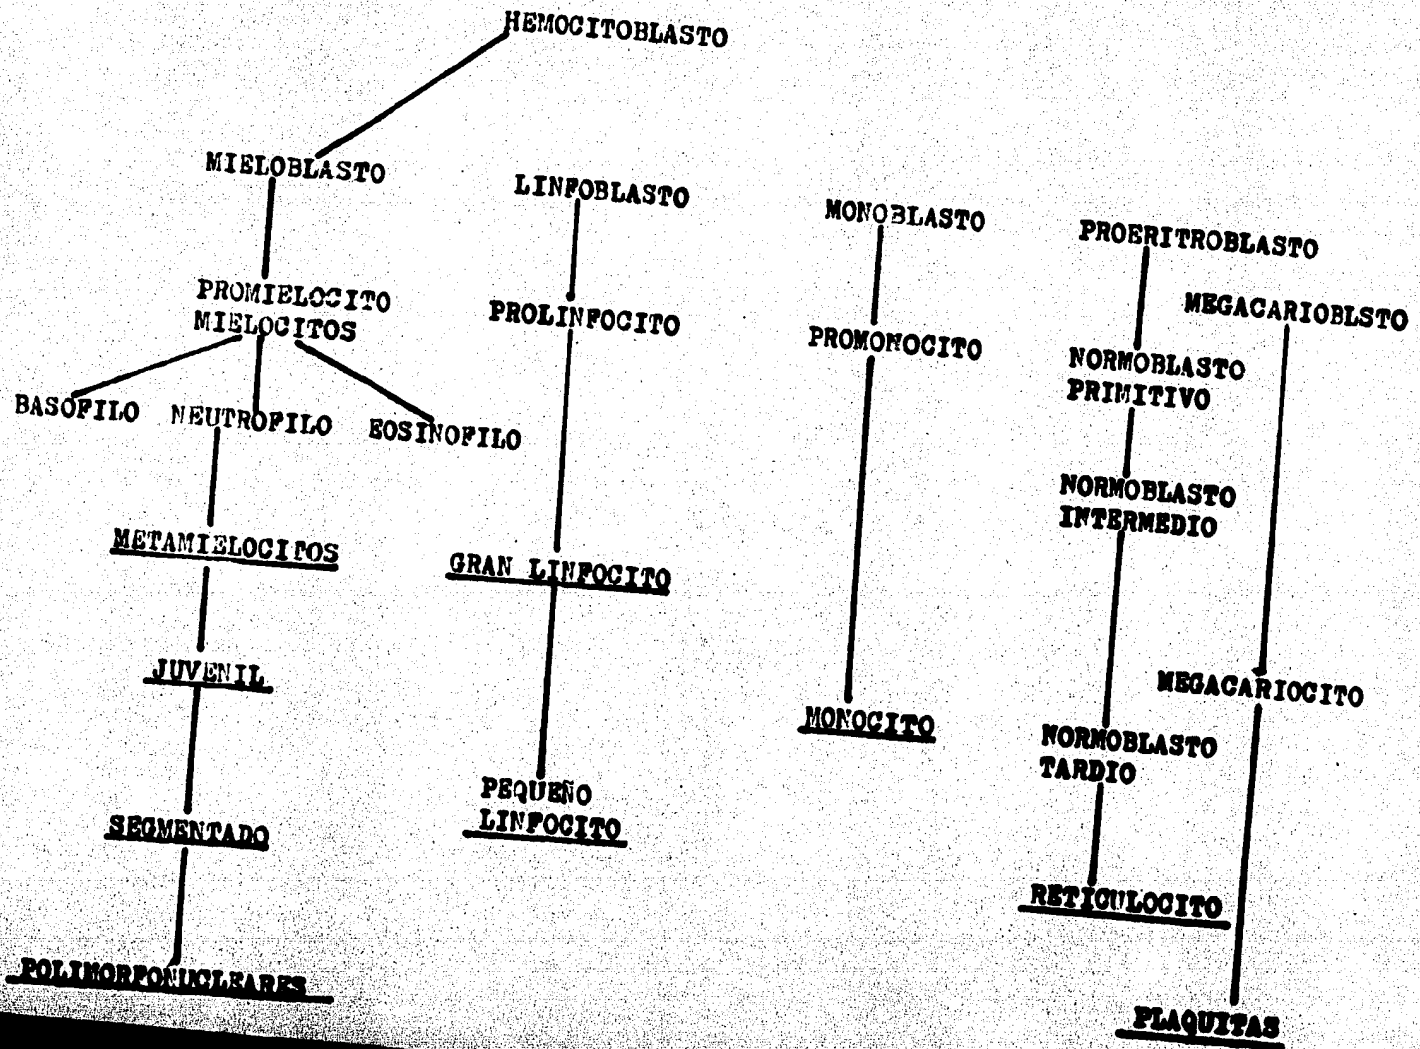 HEMOCITOBLASTO
MIELOBLASTO
LINFOBLASTO
MONOBLASTO
PROERITROBLASTO
PROMIELOCITO
MIELOCITOS
PROLINFOCITO
PROMONOCITO
MEGACARIOBLSTO
NORMOBLASTO
PRIMITIVO
BASOFILO
NEUTROFILO
EOSINOFILO
NORMOBLASTO
INTERMEDIO
METAMIELOCITOS
GRAN LINFOCITO
JUVENIL
MONOCITO
MEGACARIOCITO
NORMOBLASTO
TARDIO
SEGMENTADO
PEQUEÑO
LINFOCITO
RETICULOCITO
POLIMORFONUCLEARES
PLAQUITAS